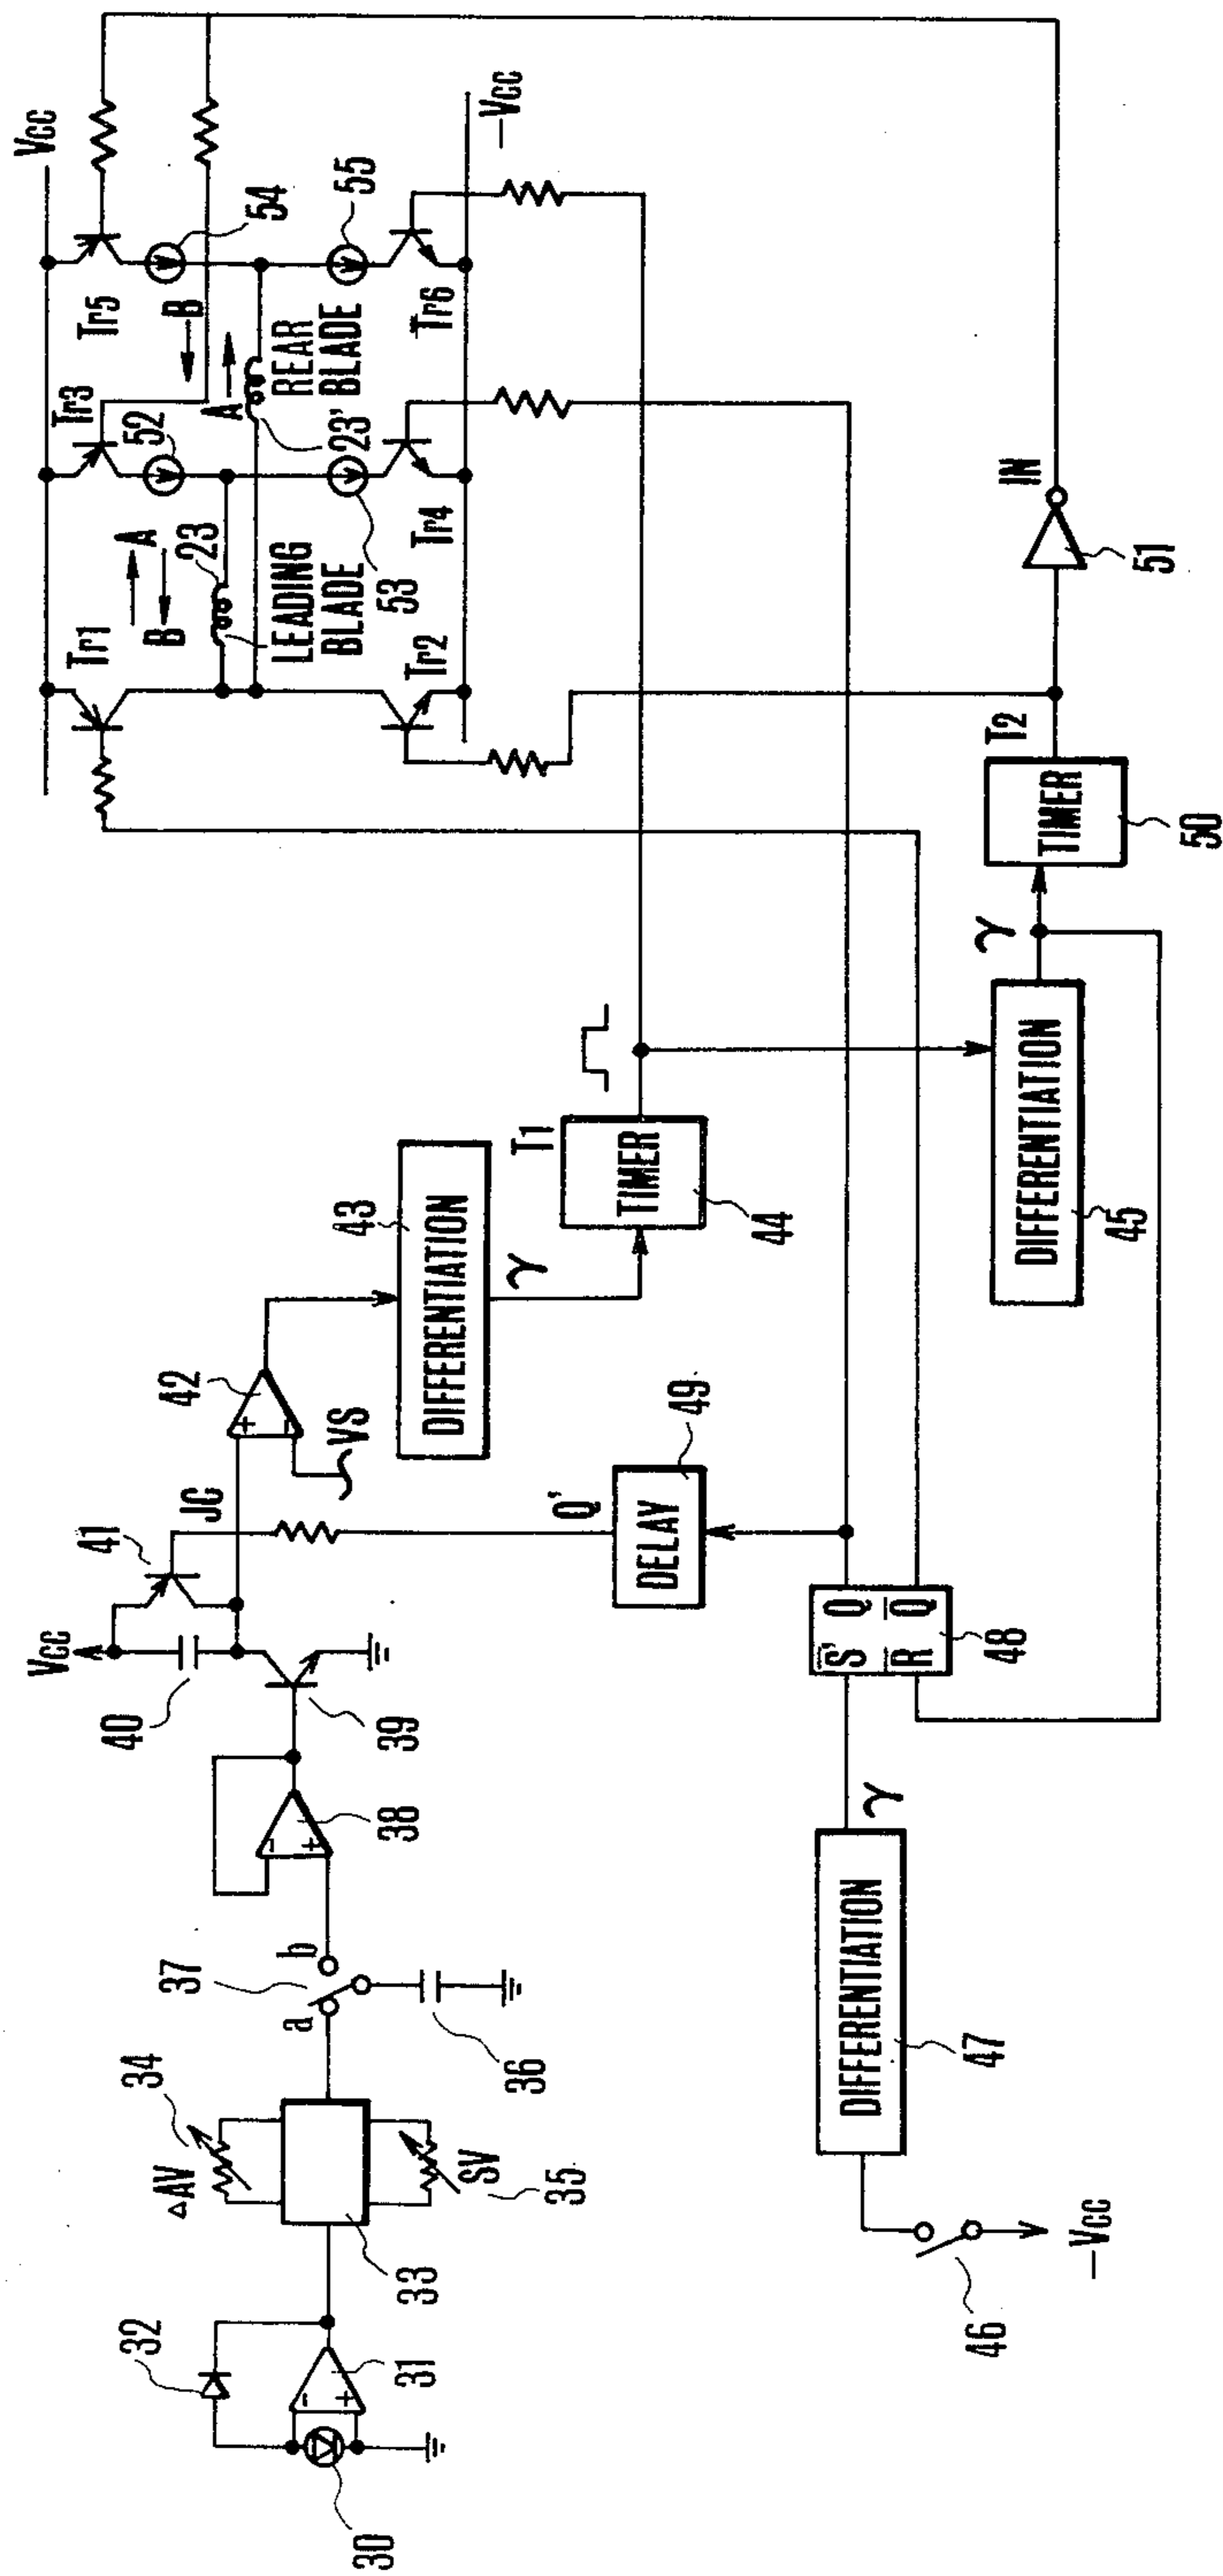 30
31
32
- +
33
ΔAV
34
SV
35
36
37
a
b
38
- +
39
40
Vcc
41
JC
42
+ -
VS
DIFFERENTIATION
43
γ
TIMER
44
T1
DIFFERENTIATION
45
γ
46
-Vcc
DIFFERENTIATION
47
γ
S' Q
R Q̅
48
DELAY
49
Q'
TIMER
50
T2
51
IN
Vcc
Tr1
A
B
23
LEADING
BLADE
Tr2
53
Tr3
52
Tr4
B
A
23'
REAR
BLADE
Tr5
54
55
Tr6
-Vcc